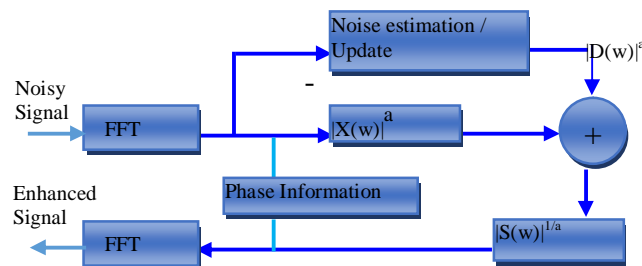 Noise estimation /
Update
|D(w)|ᵃ
-
Noisy
Signal
FFT
|X(w)|ᵃ
+
Phase Information
Enhanced
Signal
FFT
|S(w)|¹/ᵃ